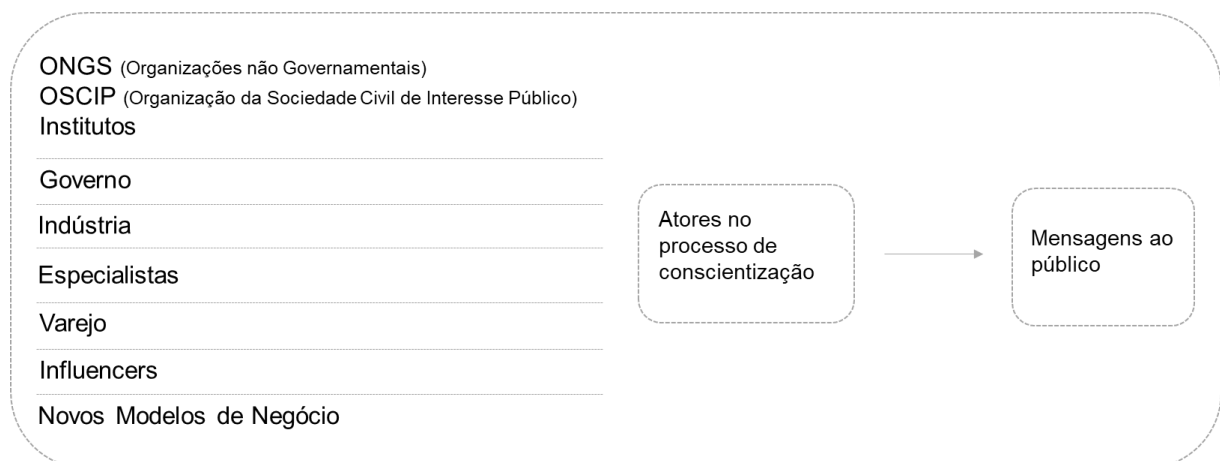 ONGS (Organizações não Governamentais)
OSCIP (Organização da Sociedade Civil de Interesse Público)
Institutos
Governo
Indústria
Especialistas
Varejo
Influencers
Novos Modelos de Negócio
Atores no
processo de
conscientização
Mensagens ao
público